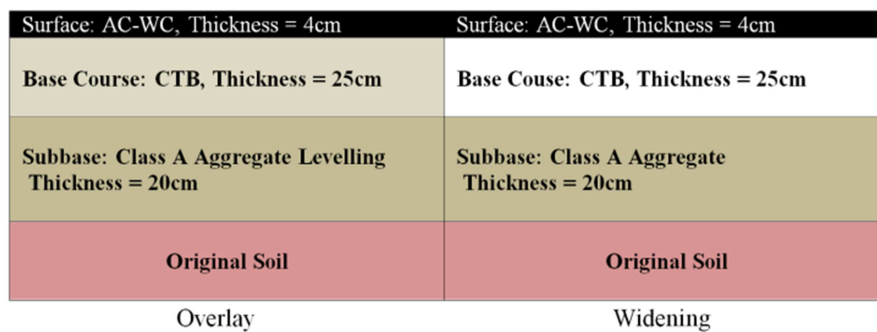 Surface: AC-WC, Thickness = 4cm
Surface: AC-WC, Thickness = 4cm
Base Course: CTB, Thickness = 25cm
Base Couse: CTB, Thickness = 25cm
Subbase: Class A Aggregate Levelling
Thickness = 20cm
Subbase: Class A Aggregate
Thickness = 20cm
Original Soil
Original Soil
Overlay
Widening